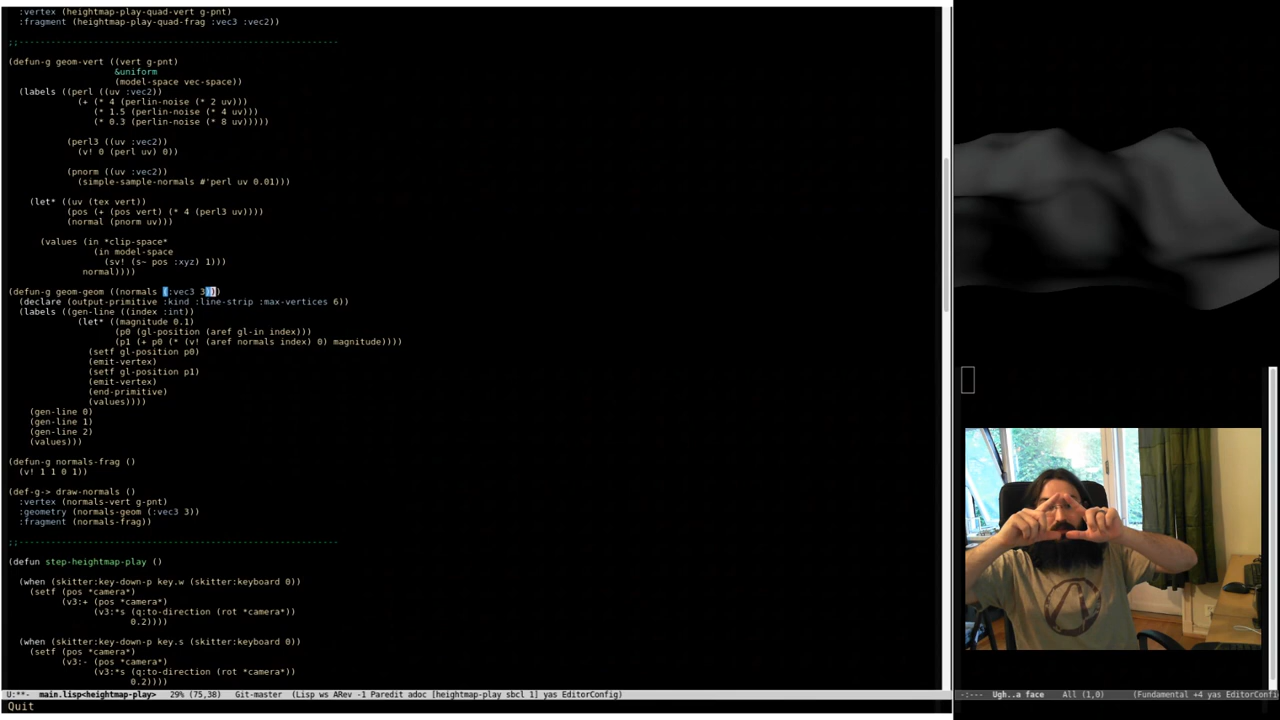 :vertex (heightmap-play-quad-vert g-pnt)
:fragment (heightmap-play-quad-frag :vec3 :vec2))
;;------------------------------------------------------------
(defun-g geom-vert ((vert g-pnt)
&uniform
(model-space vec-space))
(labels ((perl ((uv :vec2))
(+ (* 4 (perlin-noise (* 2 uv)))
(* 1.5 (perlin-noise (* 4 uv)))
(* 0.3 (perlin-noise (* 8 uv)))))
(perl3 ((uv :vec2))
(v! 0 (perl uv) 0))
(pnorm ((uv :vec2))
(simple-sample-normals #'perl uv 0.01)))
(let* ((uv (tex vert))
(pos (+ (pos vert) (* 4 (perl3 uv))))
(normal (pnorm uv)))
(values (in *clip-space*
(in model-space
(sv! (s~ pos :xyz) 1)))
normal))))
(defun-g geom-geom ((normals (:vec3 3)))
(declare (output-primitive :kind :line-strip :max-vertices 6))
(labels ((gen-line ((index :int))
(let* ((magnitude 0.1)
(p0 (gl-position (aref gl-in index)))
(p1 (+ p0 (* (v! (aref normals index) 0) magnitude))))
(setf gl-position p0)
(emit-vertex)
(setf gl-position p1)
(emit-vertex)
(end-primitive)
(values))))
(gen-line 0)
(gen-line 1)
(gen-line 2)
(values)))
(defun-g normals-frag ()
(v! 1 1 0 1))
(def-g-> draw-normals ()
:vertex (normals-vert g-pnt)
:geometry (normals-geom (:vec3 3))
:fragment (normals-frag))
;;------------------------------------------------------------
(defun step-heightmap-play ()
(when (skitter:key-down-p key.w (skitter:keyboard 0))
(setf (pos *camera*)
(v3:+ (pos *camera*)
(v3:*s (q:to-direction (rot *camera*))
0.2))))
(when (skitter:key-down-p key.s (skitter:keyboard 0))
(setf (pos *camera*)
(v3:- (pos *camera*)
(v3:*s (q:to-direction (rot *camera*))
0.2))))
U:**- main.lisp<heightmap-play> 29% (75,38) Git-master (Lisp ws ARev -1 Paredit adoc [heightmap-play sbcl 1] yas EditorConfig)
-:--- Ugh..a face All (1,0) (Fundamental +4 yas EditorConfi
Quit